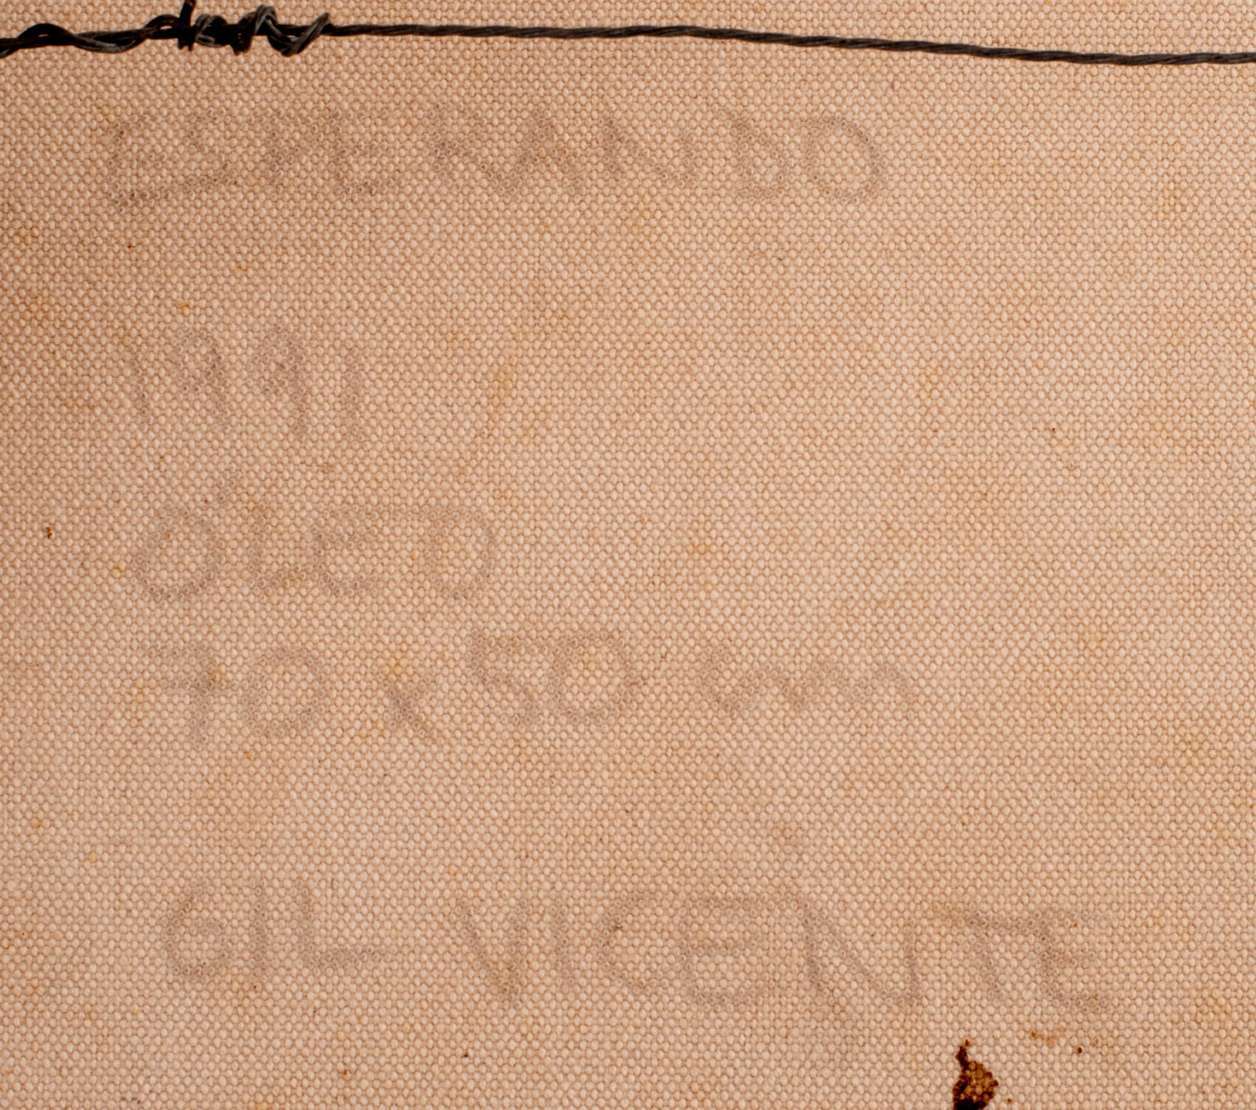 ESPERANDO
1991
ÓLEO
70 x 50 cm
GIL VICENTE